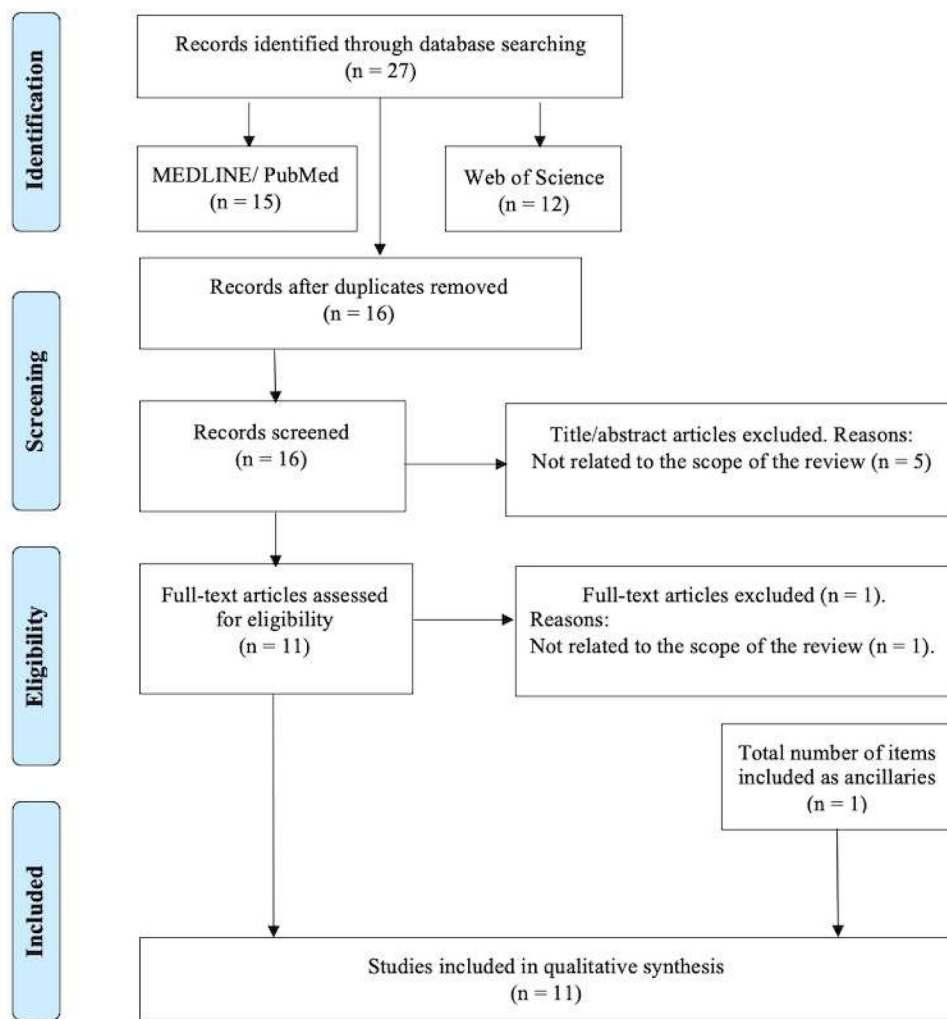 Identification
Records identified through database searching
(n = 27)
MEDLINE/ PubMed
(n = 15)
Web of Science
(n = 12)
Records after duplicates removed
(n = 16)
Screening
Records screened
(n = 16)
Title/abstract articles excluded. Reasons:
Not related to the scope of the review (n = 5)
Eligibility
Full-text articles assessed
for eligibility
(n = 11)
Full-text articles excluded (n = 1).
Reasons:
Not related to the scope of the review (n = 1).
Total number of items
included as ancillaries
(n = 1)
Included
Studies included in qualitative synthesis
(n = 11)